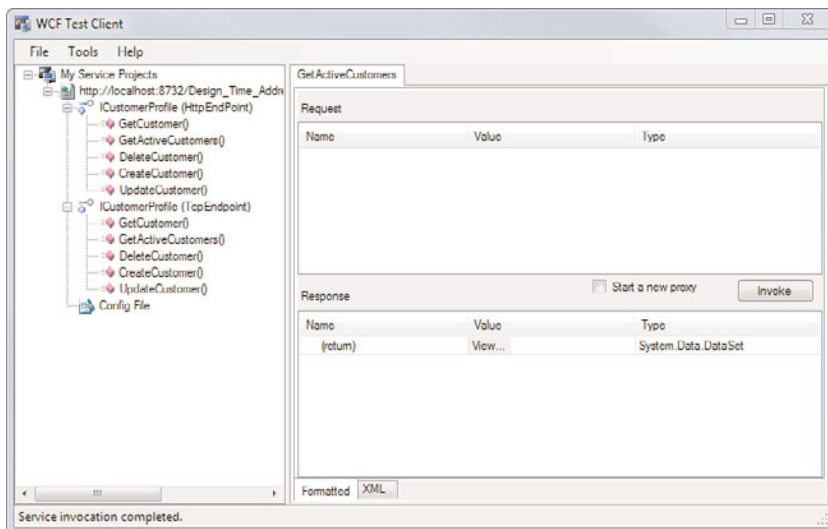 WCF Test Client
File Tools Help
My Service Projects
http://localhost:8732/Design_Time_Addre
ICustomerProfile (HttpEndPoint)
GetCustomer()
GetActiveCustomers()
DeleteCustomer()
CreateCustomer()
UpdateCustomer()
ICustomerProfile (TcpEndpoint)
GetCustomer()
GetActiveCustomers()
DeleteCustomer()
CreateCustomer()
UpdateCustomer()
Config File
GetActiveCustomers
Request
Name Value Type
Start a new proxy Invoke
Response
Name Value Type
(return) View... System.Data.DataSet
Formatted XML
Service invocation completed.